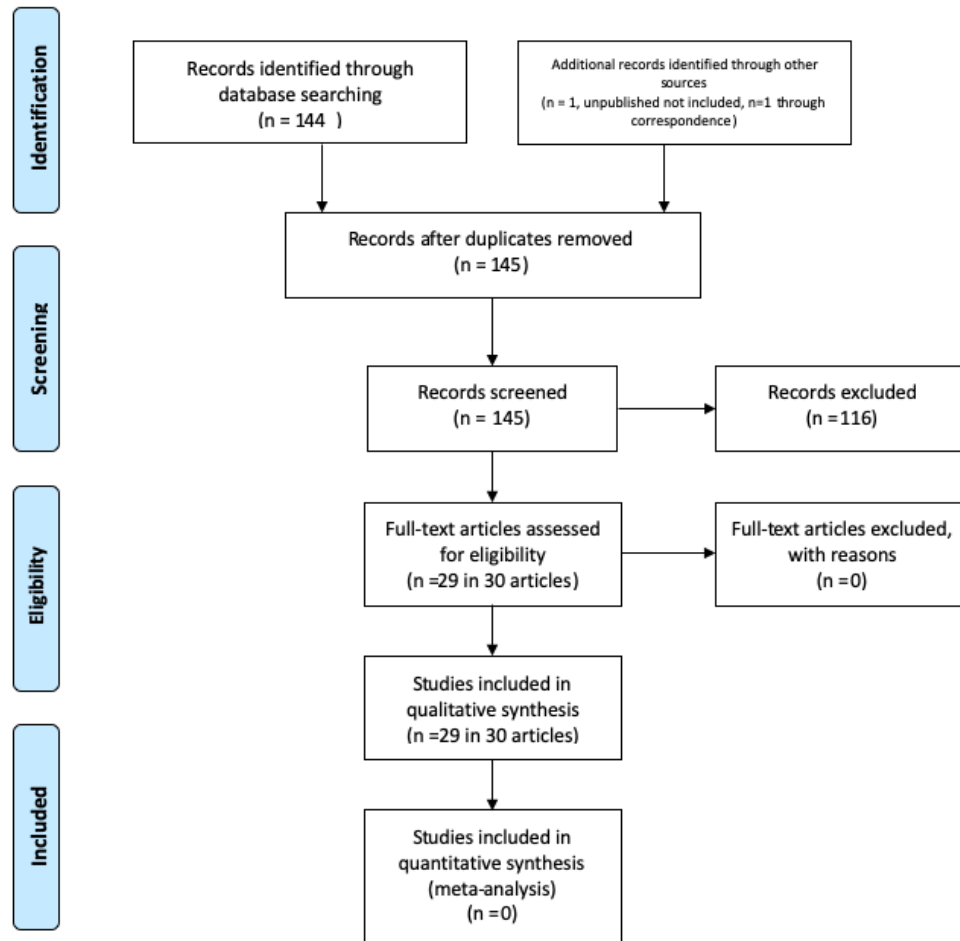 Identification
Records identified through
database searching
(n = 144 )
Additional records identified through other
sources
(n = 1, unpublished not included, n=1 through
correspondence)
Records after duplicates removed
(n = 145)
Screening
Records screened
(n = 145)
Records excluded
(n =116)
Eligibility
Full-text articles assessed
for eligibility
(n =29 in 30 articles)
Full-text articles excluded,
with reasons
(n =0)
Studies included in
qualitative synthesis
(n =29 in 30 articles)
Included
Studies included in
quantitative synthesis
(meta-analysis)
(n =0)